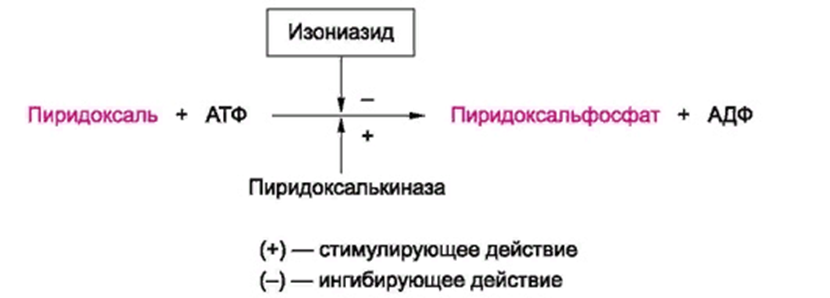 Изониазид
–
Пиридоксаль + АТФ Пиридоксальфосфат + АДФ
+
Пиридоксалькиназа
(+) — стимулирующее действие
(–) — ингибирующее действие